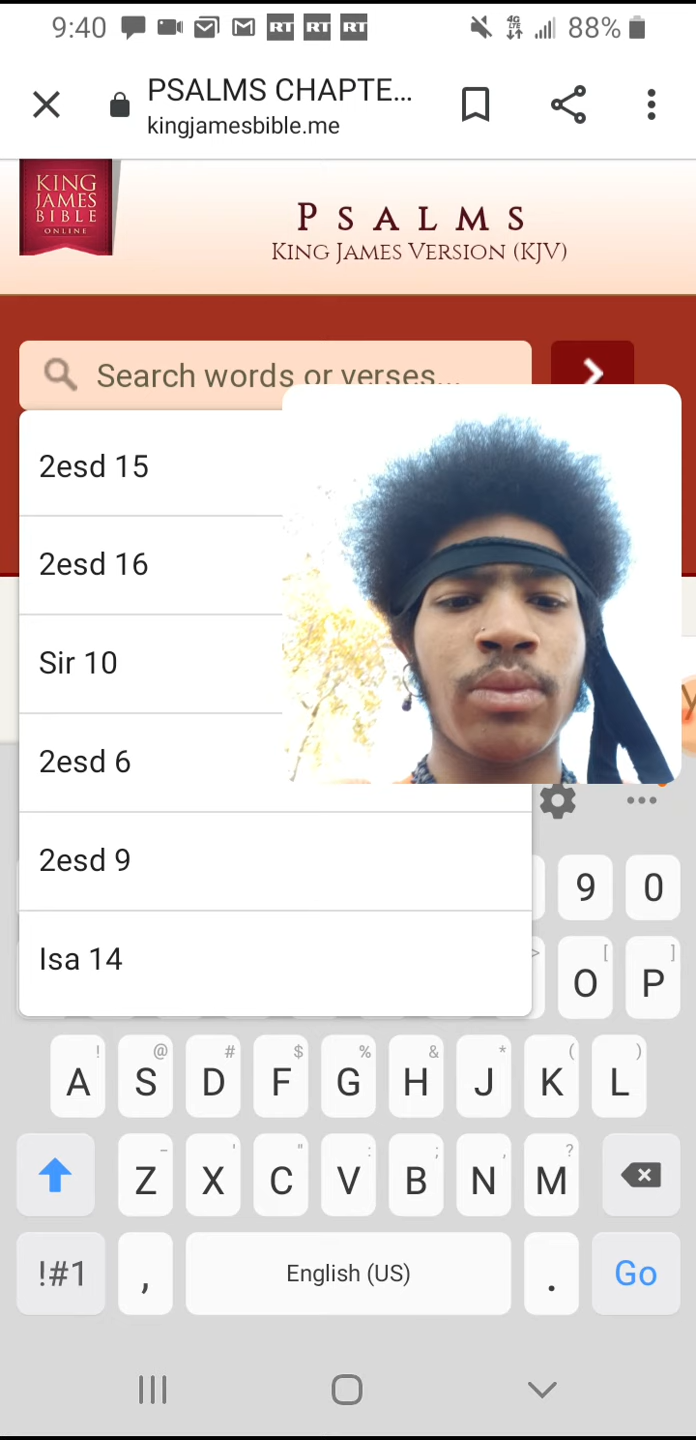 9:40 RT RT RT 4G 88%
PSALMS CHAPTE...
kingjamesbible.me
KING
JAMES
BIBLE
ONLINE
PSALMS
KING JAMES VERSION (KJV)
Search words or verses...
2esd 15
2esd 16
Sir 10
2esd 6
2esd 9
Isa 14
9 0
> [ ]
O P
! @ # $ % & * ( )
A S D F G H J K L
- ' " : ; , ?
Z X C V B N M
!#1 , English (US) . Go